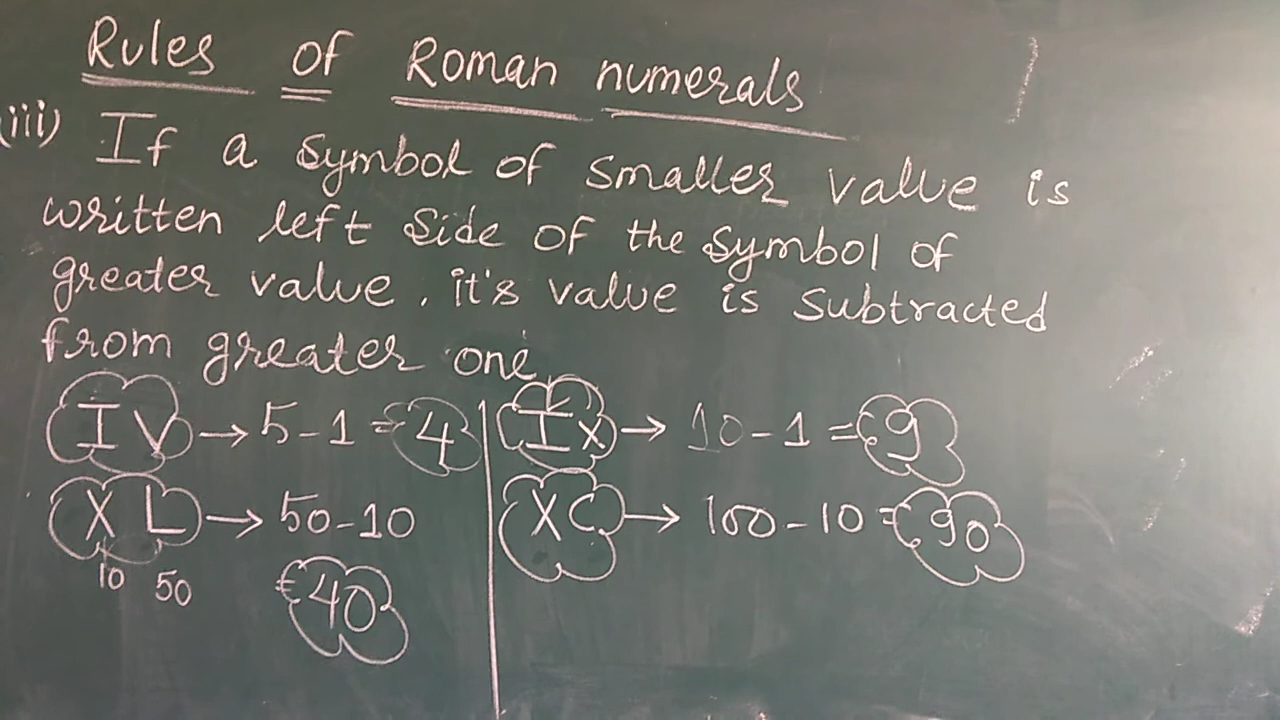 Rules of Roman numerals
(iii) If a symbol of smaller value is
written left side of the symbol of
greater value, it's value is subtracted
from greater one.
IV → 5-1 = 4
IX → 10-1 = 9
XL → 50-10
10 50
= 40
XC → 100-10 = 90